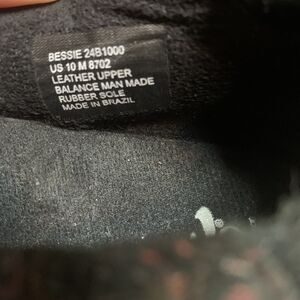 BESSIE 24B1000
US 10 M 8702
LEATHER UPPER
BALANCE MAN MADE
RUBBER SOLE
MADE IN BRAZIL